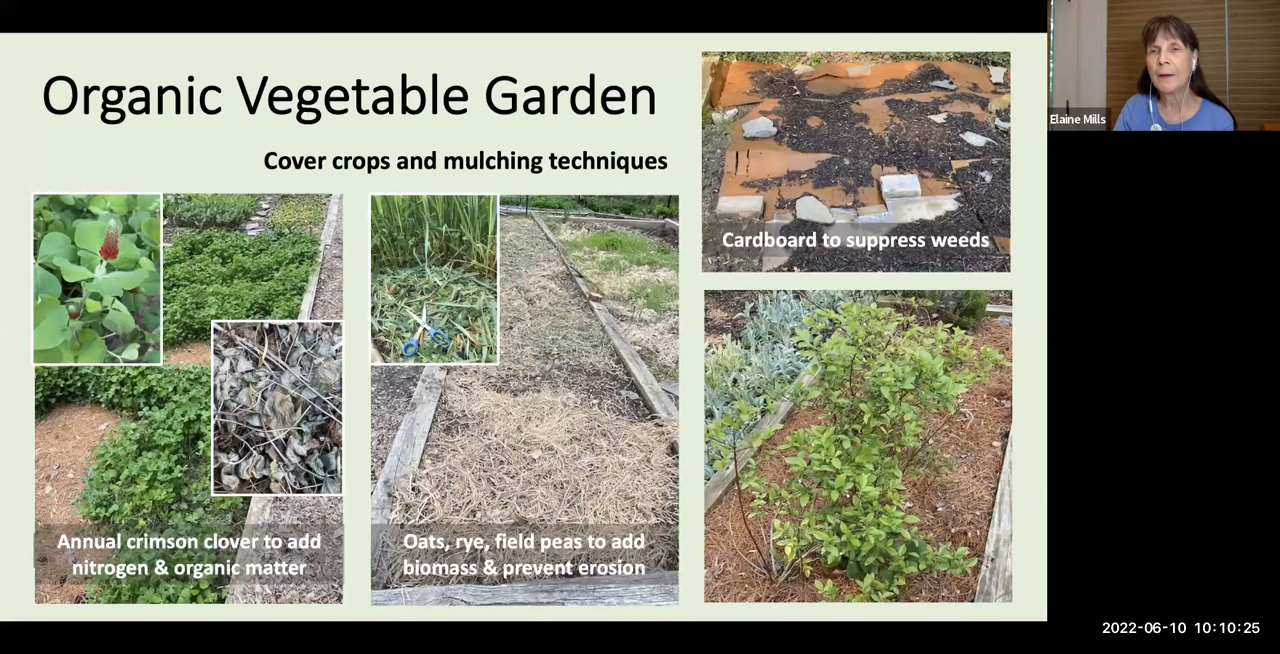 Organic Vegetable Garden
Cover crops and mulching techniques
Elaine Mills
Cardboard to suppress weeds
Annual crimson clover to add
nitrogen & organic matter
Oats, rye, field peas to add
biomass & prevent erosion
2022-06-10 10:10:25